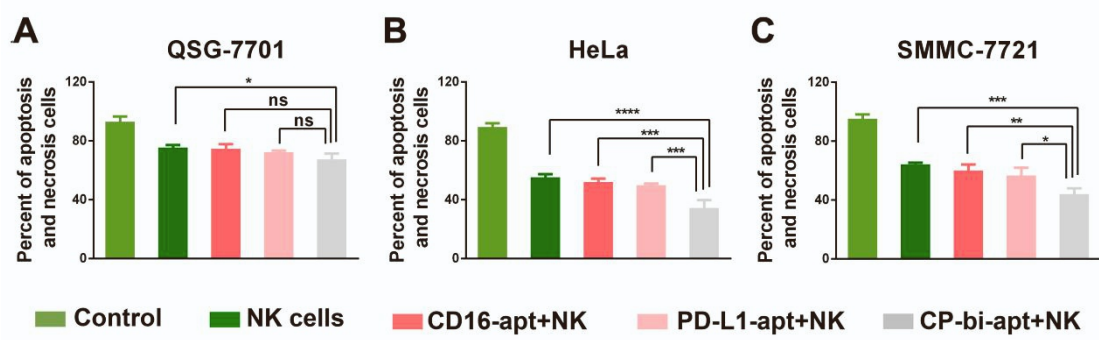 A
QSG-7701
Percent of apoptosis
and necrosis cells
120
80
40
0
*
ns
ns
B
HeLa
Percent of apoptosis
and necrosis cells
120
80
40
0
****
***
***
C
SMMC-7721
Percent of apoptosis
and necrosis cells
120
80
40
0
***
**
*
Control
NK cells
CD16-apt+NK
PD-L1-apt+NK
CP-bi-apt+NK